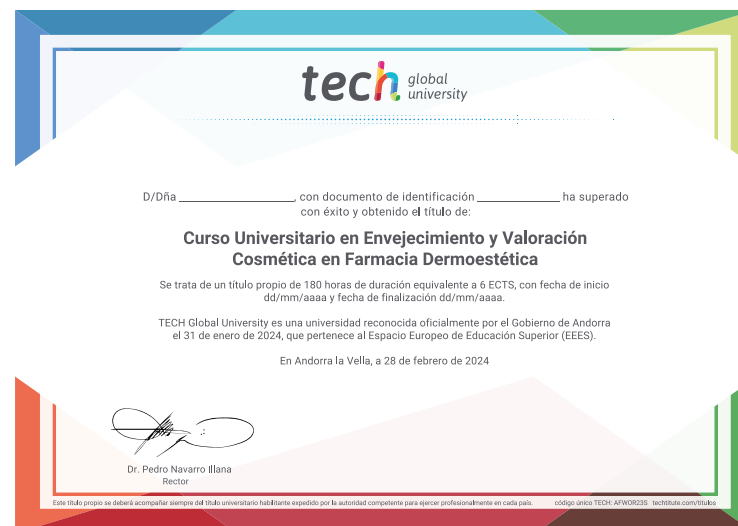 tech global university
D/Dña ______________, con documento de identificación ____________ ha superado
con éxito y obtenido el título de:
Curso Universitario en Envejecimiento y Valoración
Cosmética en Farmacia Dermoestética
Se trata de un título propio de 180 horas de duración equivalente a 6 ECTS, con fecha de inicio
dd/mm/aaaa y fecha de finalización dd/mm/aaaa.
TECH Global University es una universidad reconocida oficialmente por el Gobierno de Andorra
el 31 de enero de 2024, que pertenece al Espacio Europeo de Educación Superior (EEES).
En Andorra la Vella, a 28 de febrero de 2024
Dr. Pedro Navarro Illana
Rector
Este título propio se deberá acompañar siempre del título universitario habilitante expedido por la autoridad competente para ejercer profesionalmente en cada país. código único TECH: AFWOR23S techtitute.com/titulos